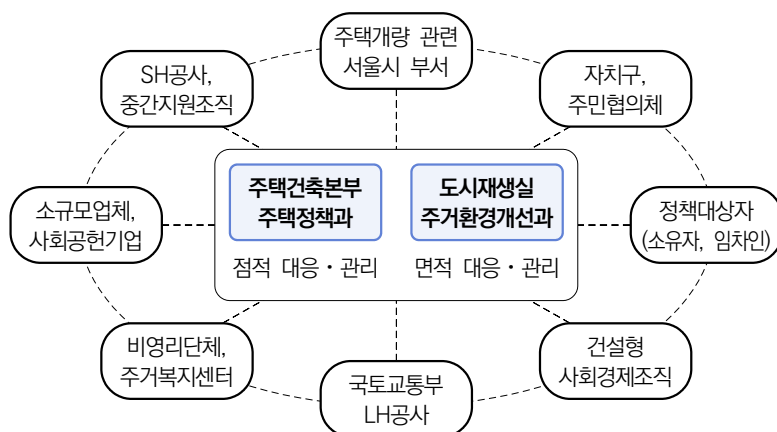 주택개량 관련
서울시 부서
SH공사,
중간지원조직
자치구,
주민협의체
주택건축본부
주택정책과
도시재생실
주거환경개선과
소규모업체,
사회공헌기업
정책대상자
(소유자, 임차인)
점적 대응・관리
면적 대응・관리
비영리단체,
주거복지센터
건설형
사회경제조직
국토교통부
LH공사